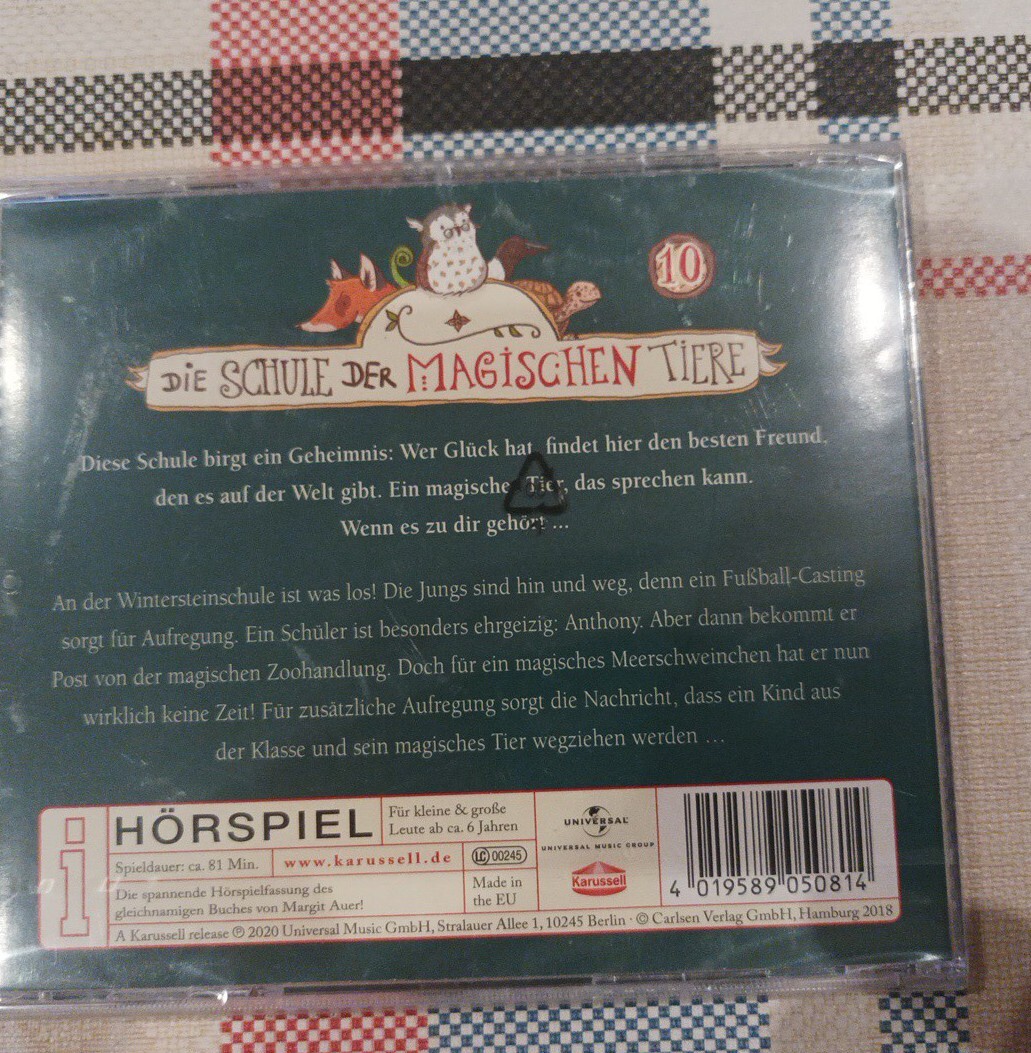 10
DIE SCHULE DER MAGISCHEN TIERE
Diese Schule birgt ein Geheimnis: Wer Glück hat, findet hier den besten Freund,
den es auf der Welt gibt. Ein magisches Tier, das sprechen kann.
Wenn es zu dir gehört ...
An der Wintersteinschule ist was los! Die Jungs sind hin und weg, denn ein Fußball-Casting
sorgt für Aufregung. Ein Schüler ist besonders ehrgeizig: Anthony. Aber dann bekommt er
Post von der magischen Zoohandlung. Doch für ein magisches Meerschweinchen hat er nun
wirklich keine Zeit! Für zusätzliche Aufregung sorgt die Nachricht, dass ein Kind aus
der Klasse und sein magisches Tier wegziehen werden ...
i
HÖRSPIEL
Für kleine & große
Leute ab ca. 6 Jahren
Spieldauer: ca. 81 Min.
www.karussell.de
LC 00245
Die spannende Hörspielfassung des
gleichnamigen Buches von Margit Auer!
Made in
the EU
UNIVERSAL
UNIVERSAL MUSIC GROUP
Karussell
4 019589 050814
A Karussell release ℗ 2020 Universal Music GmbH, Stralauer Allee 1, 10245 Berlin · © Carlsen Verlag GmbH, Hamburg 2018